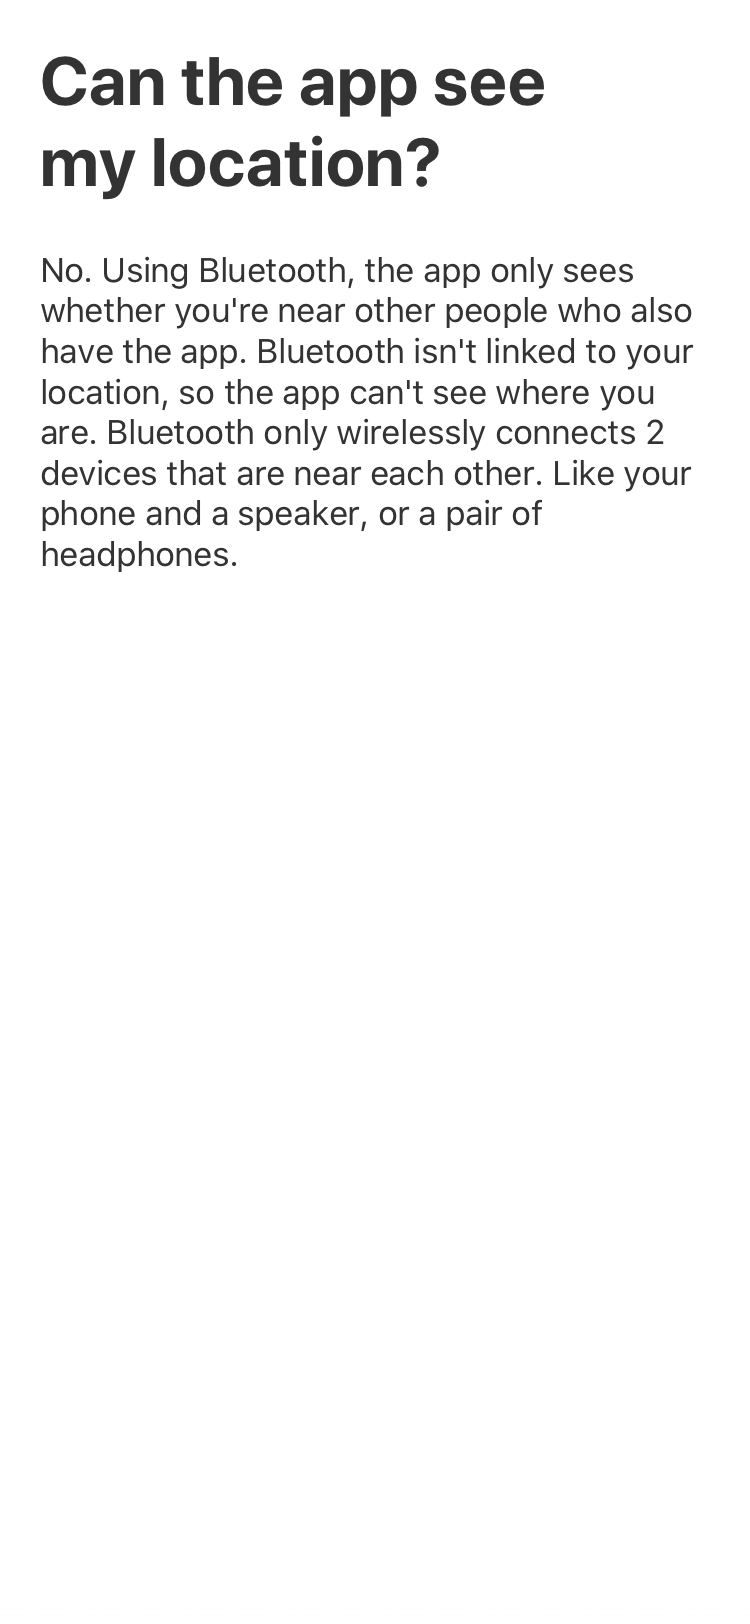 Can the app see
my location?
No. Using Bluetooth, the app only sees
whether you're near other people who also
have the app. Bluetooth isn't linked to your
location, so the app can't see where you
are. Bluetooth only wirelessly connects 2
devices that are near each other. Like your
phone and a speaker, or a pair of
headphones.